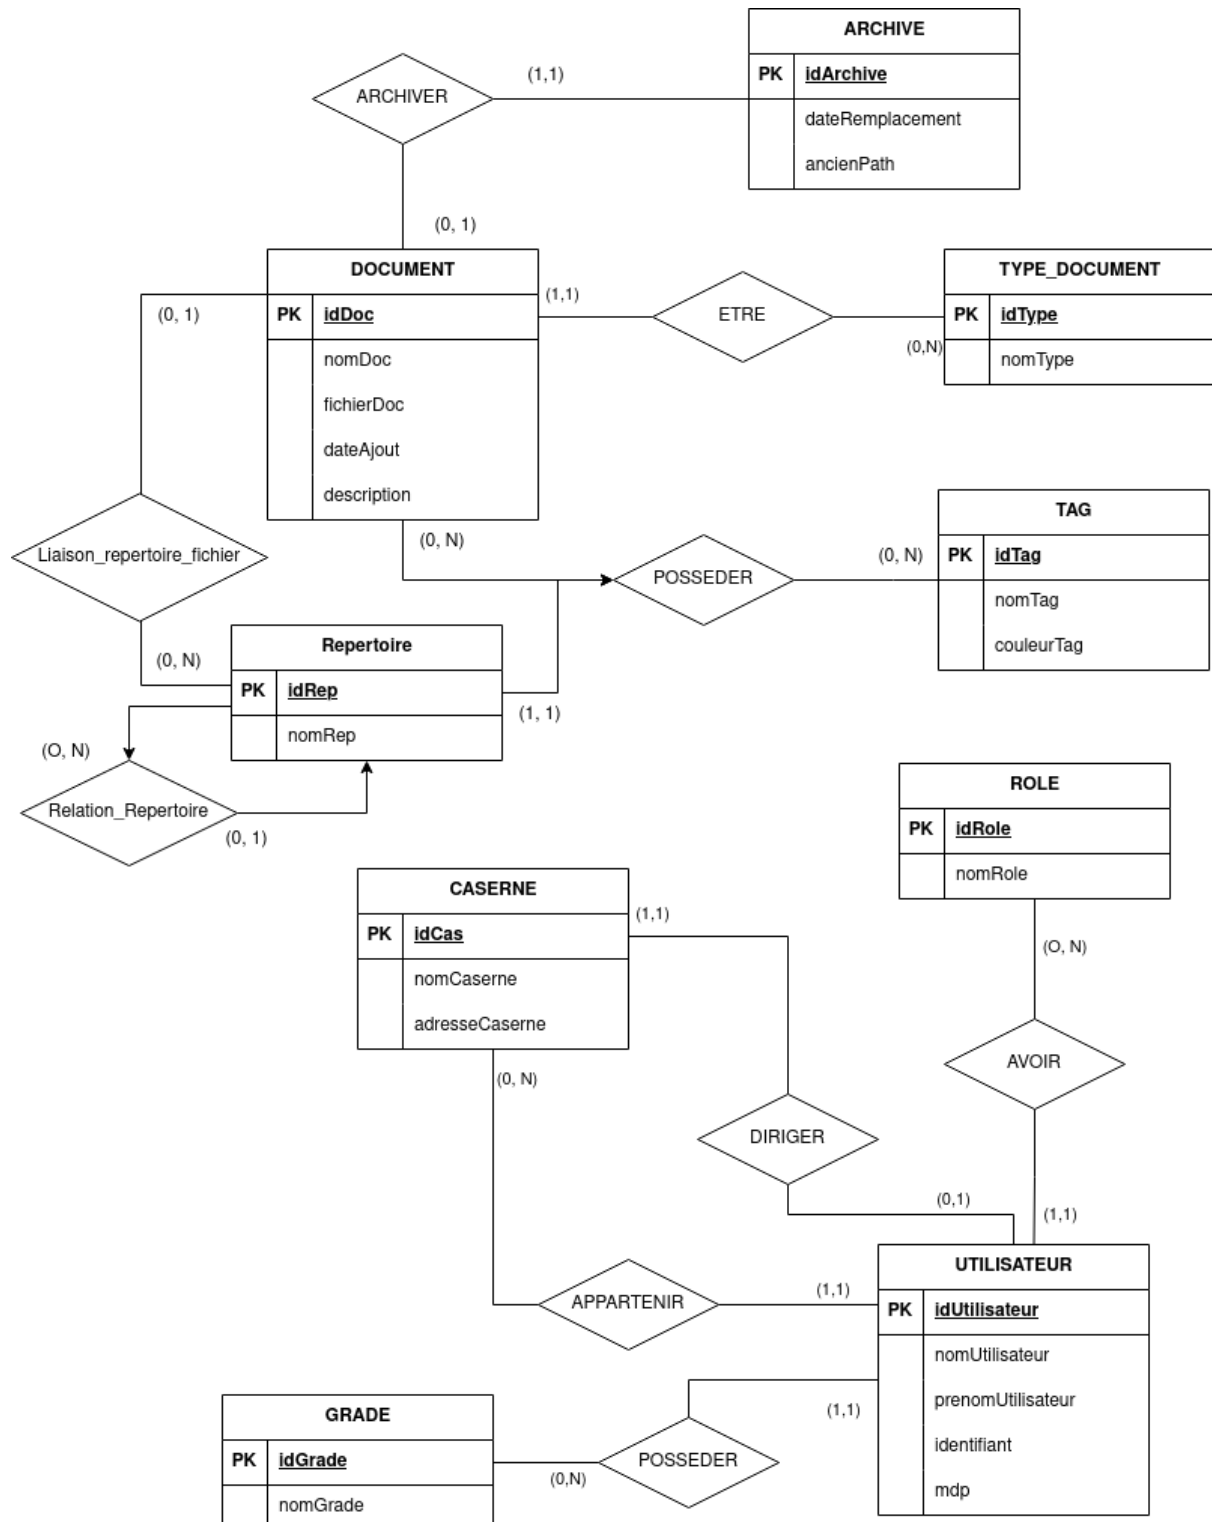 ARCHIVE
PK idArchive
dateRemplacement
ancienPath
(1,1)
ARCHIVER
(0, 1)
DOCUMENT
PK idDoc
nomDoc
fichierDoc
dateAjout
description
(1,1)
ETRE
(0,N)
TYPE_DOCUMENT
PK idType
nomType
(0, 1)
Liaison_repertoire_fichier
(0, N)
(0, N)
POSSEDER
(0, N)
TAG
PK idTag
nomTag
couleurTag
Repertoire
PK idRep
nomRep
(1, 1)
(O, N)
Relation_Repertoire
(0, 1)
ROLE
PK idRole
nomRole
(O, N)
AVOIR
(1,1)
CASERNE
PK idCas
nomCaserne
adresseCaserne
(1,1)
DIRIGER
(0,1)
(0, N)
APPARTENIR
(1,1)
UTILISATEUR
PK idUtilisateur
nomUtilisateur
prenomUtilisateur
identifiant
mdp
(1,1)
POSSEDER
(0,N)
GRADE
PK idGrade
nomGrade